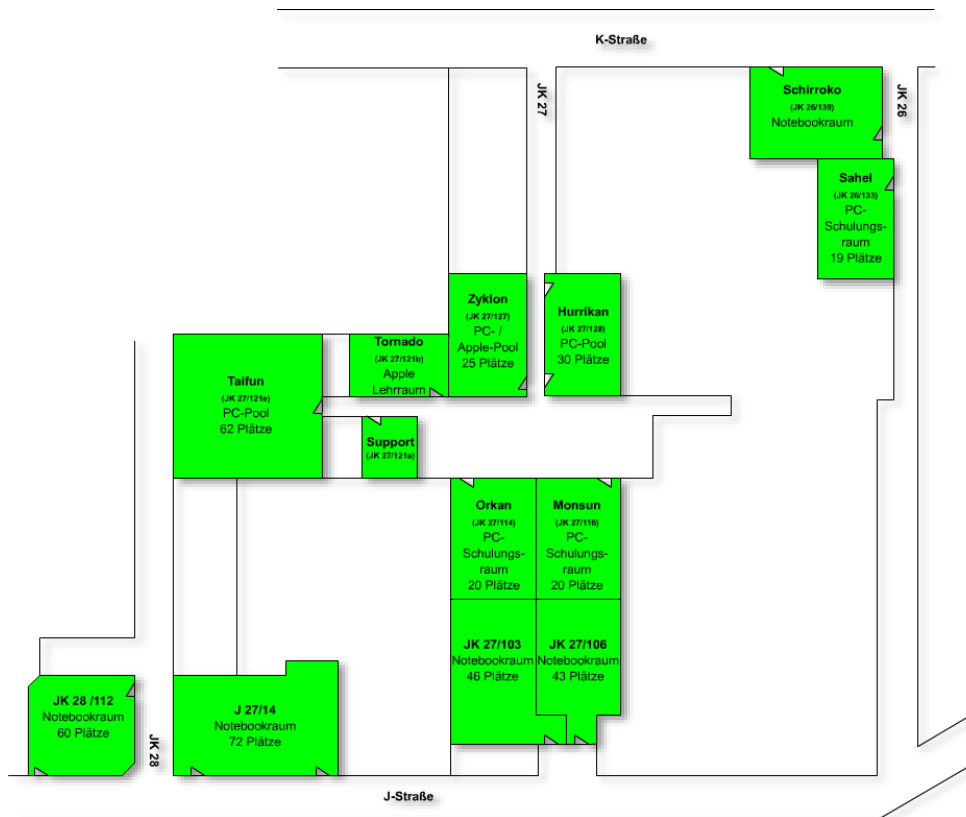 K-Straße
JK 27
JK 26
Schirroko
(JK 26/139)
Notebookraum
Sahel
(JK 26/133)
PC-
Schulungs-
raum
19 Plätze
Zyklon
(JK 27/127)
PC- /
Apple-Pool
25 Plätze
Hurrikan
(JK 27/128)
PC-Pool
30 Plätze
Tornado
(JK 27/121b)
Apple
Lehrraum
Taifun
(JK 27/121e)
PC-Pool
62 Plätze
Support
(JK 27/121a)
Orkan
(JK 27/114)
PC-
Schulungs-
raum
20 Plätze
Monsun
(JK 27/116)
PC-
Schulungs-
raum
20 Plätze
JK 27/103
Notebookraum
46 Plätze
JK 27/106
Notebookraum
43 Plätze
JK 28 /112
Notebookraum
60 Plätze
JK 28
J 27/14
Notebookraum
72 Plätze
J-Straße